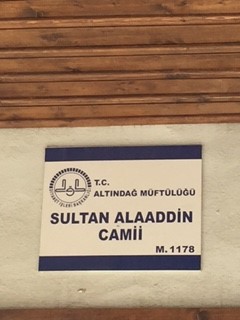 T.C.
ALTINDAĞ MÜFTÜLÜĞÜ
SULTAN ALAADDİN
CAMİİ
M. 1178